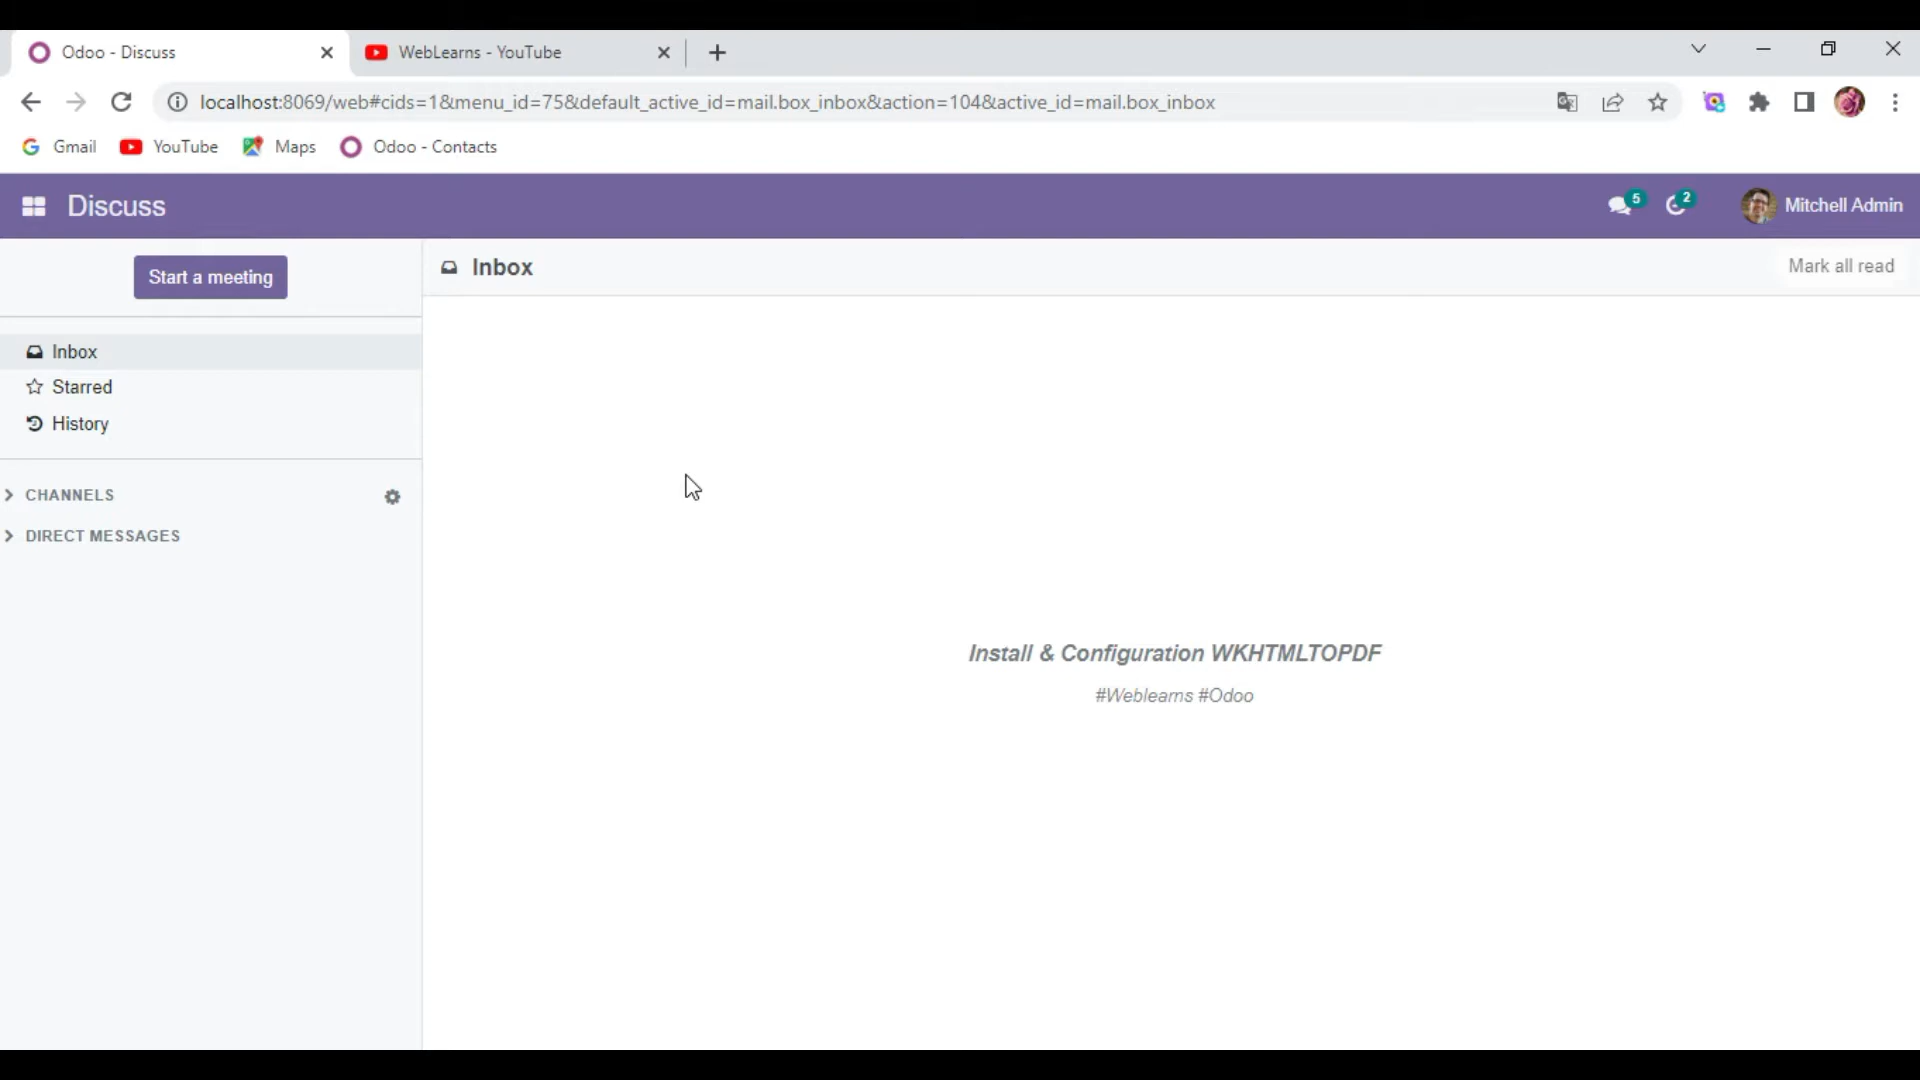 Odoo - Discuss
WebLearns - YouTube
localhost:8069/web#cids=1&menu_id=75&default_active_id=mail.box_inbox&action=104&active_id=mail.box_inbox
Gmail
YouTube
Maps
Odoo - Contacts
Discuss
5
2
Mitchell Admin
Start a meeting
Inbox
Mark all read
Inbox
Starred
History
CHANNELS
DIRECT MESSAGES
Install & Configuration WKHTMLTOPDF
#Weblearns #Odoo